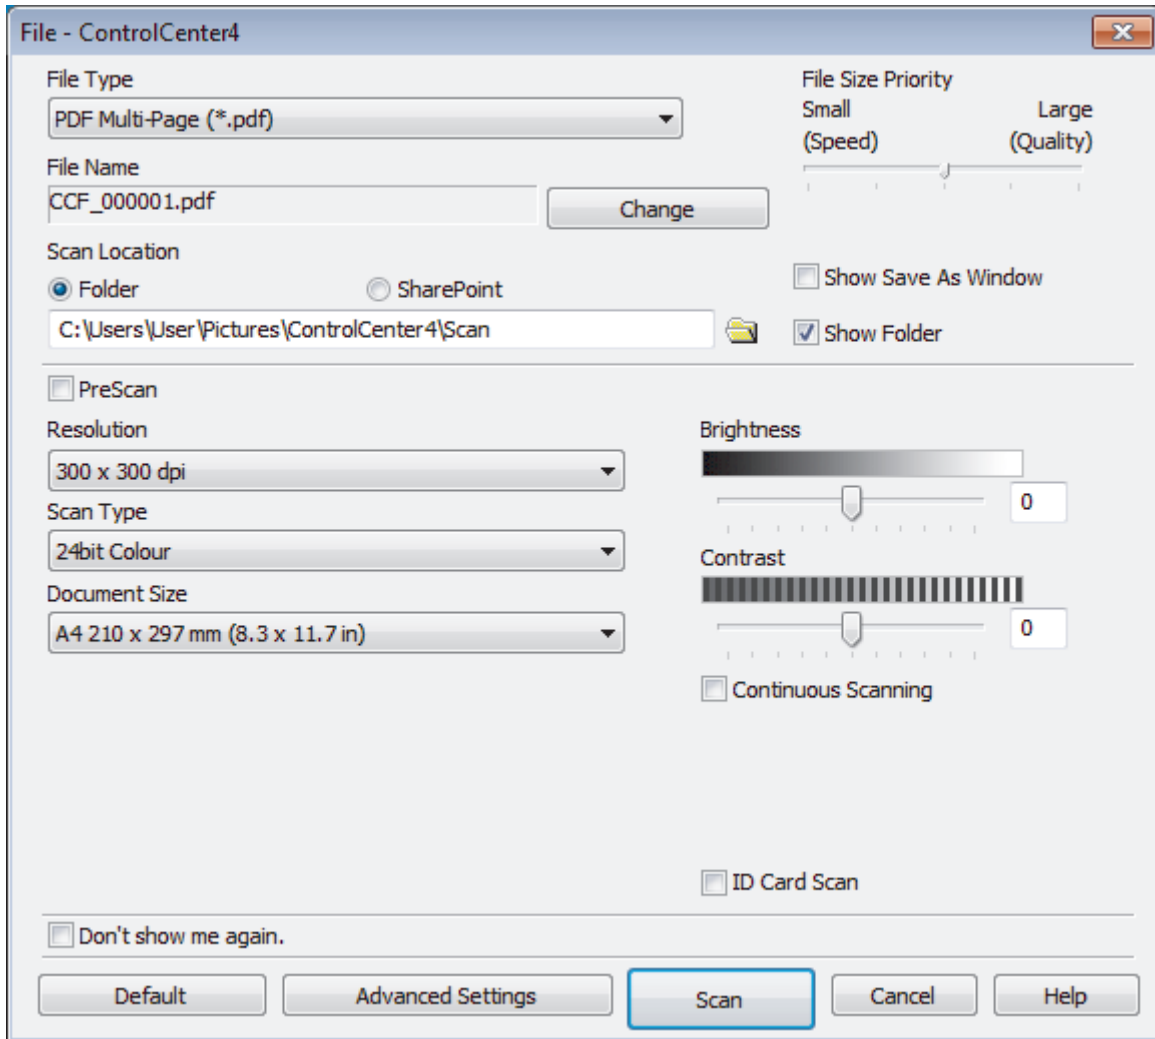 File - ControlCenter4
File Type
PDF Multi-Page (*.pdf)
File Name
CCF_000001.pdf
Change
File Size Priority
Small Large
(Speed) (Quality)
Scan Location
Folder SharePoint
C:\Users\User\Pictures\ControlCenter4\Scan
Show Save As Window
Show Folder
PreScan
Resolution
300 x 300 dpi
Scan Type
24bit Colour
Document Size
A4 210 x 297 mm (8.3 x 11.7 in)
Brightness
0
Contrast
0
Continuous Scanning
ID Card Scan
Don't show me again.
Default Advanced Settings Scan Cancel Help